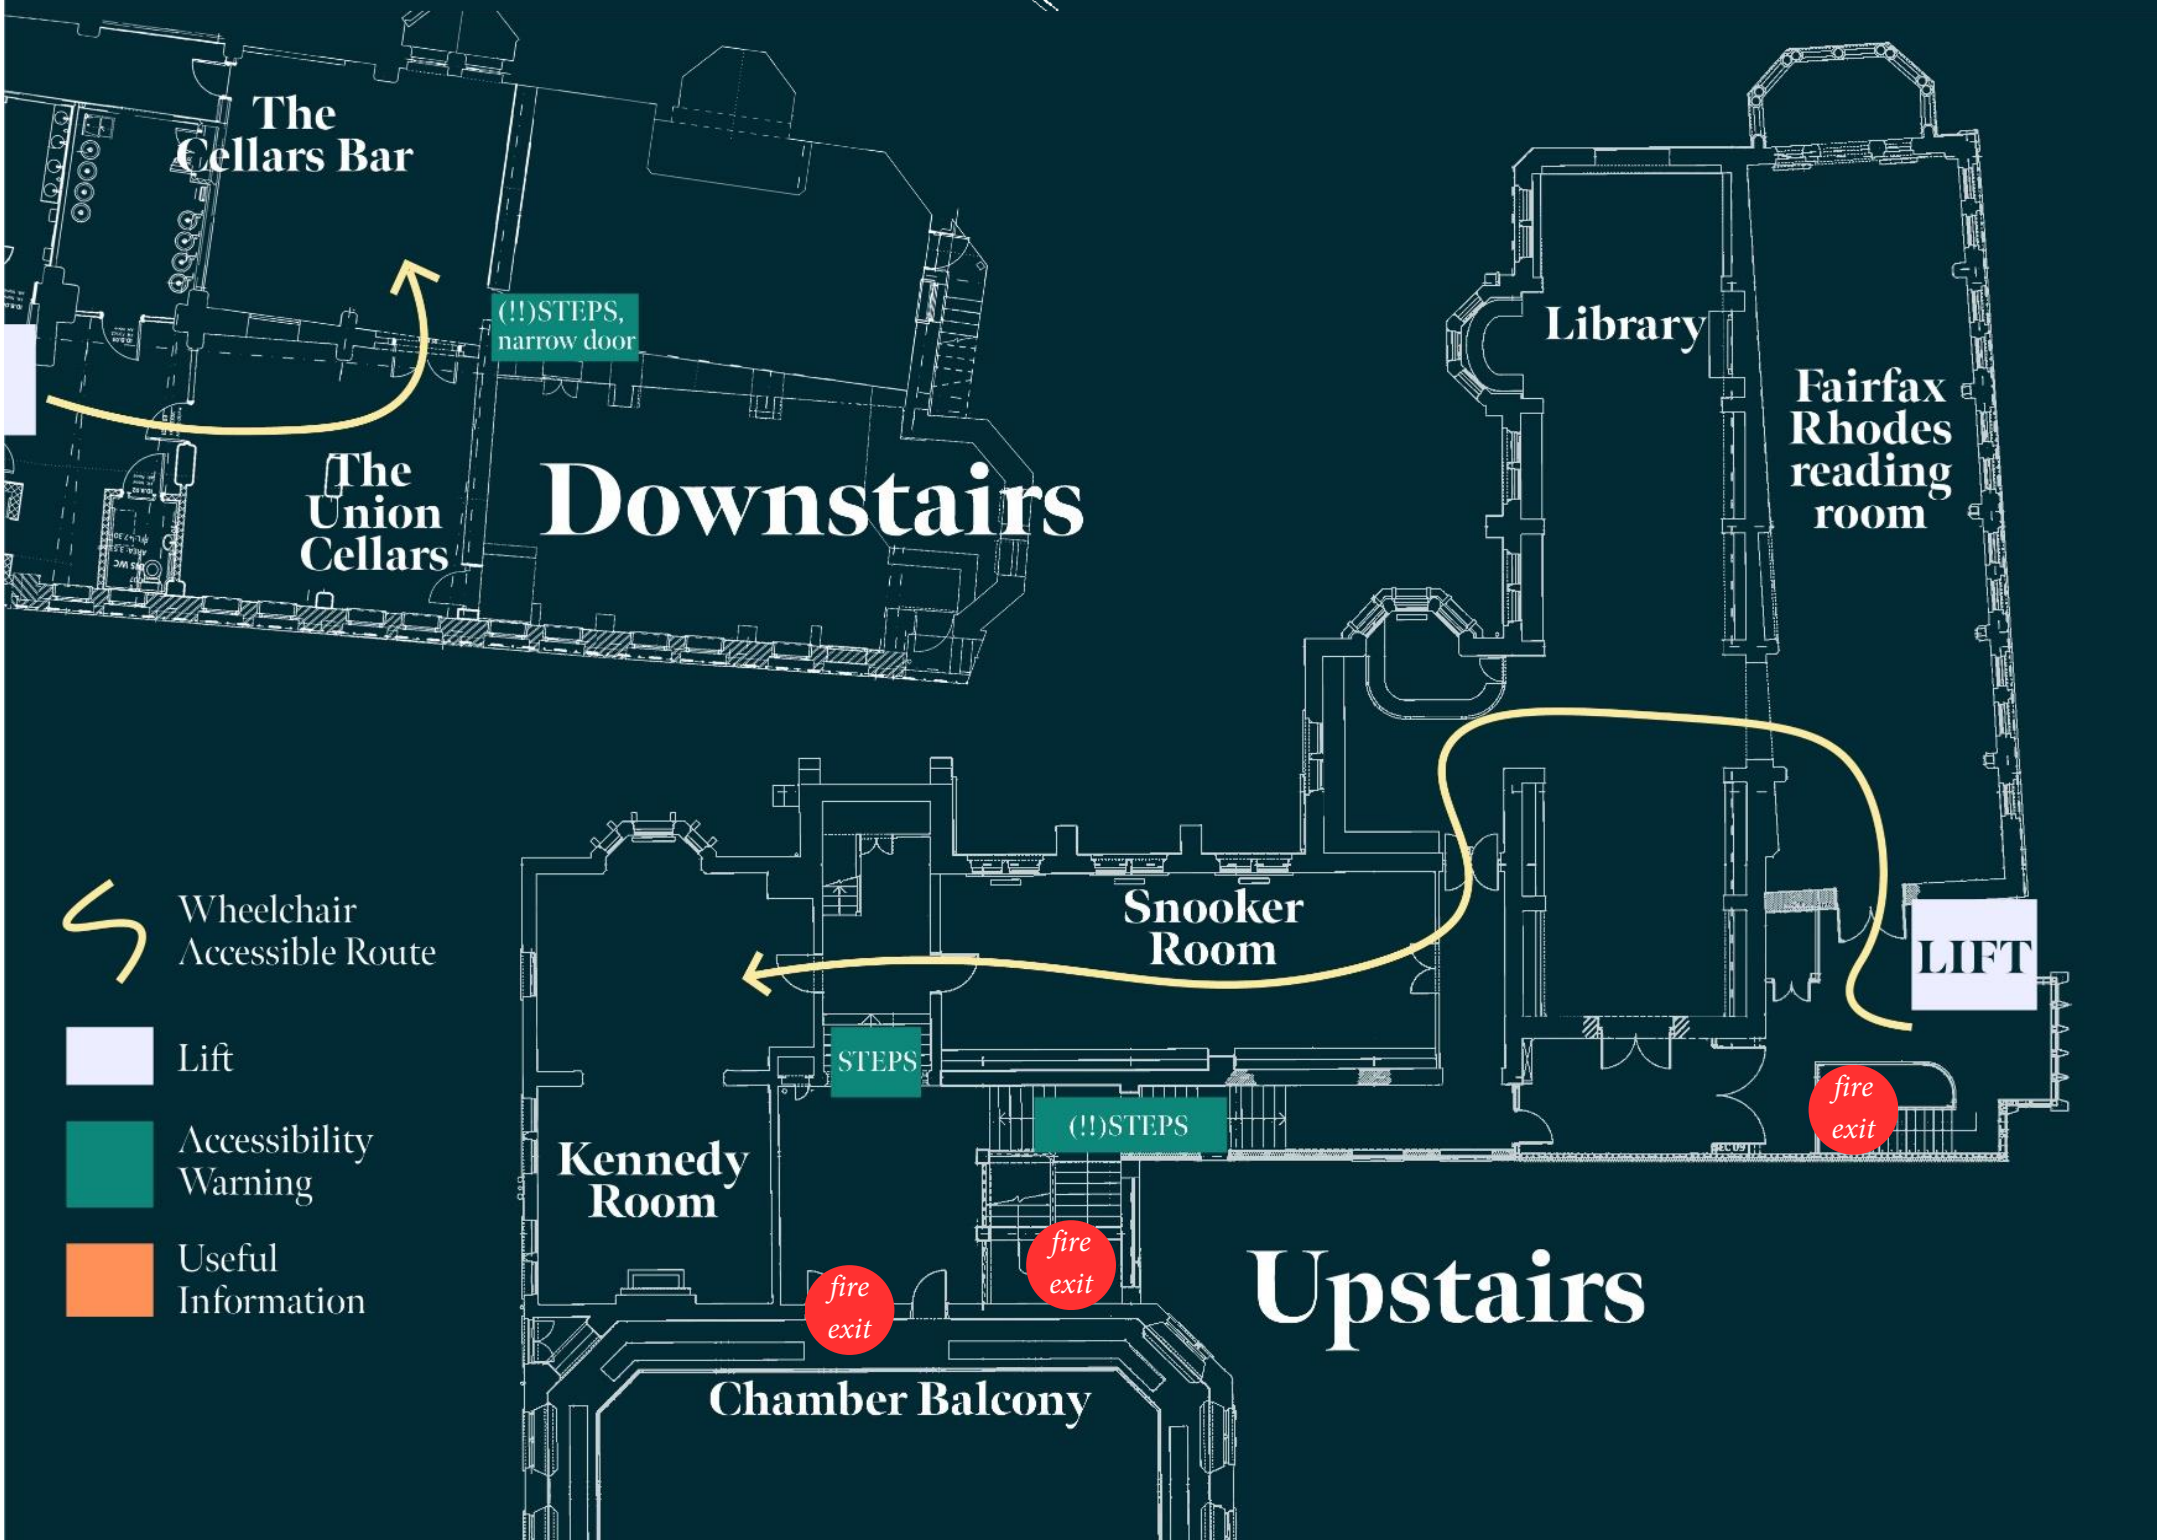 The
Cellars Bar
(!!)STEPS,
narrow door
The
Union
Cellars
Downstairs
DIS WC
Library
Fairfax
Rhodes
reading
room
Snooker
Room
LIFT
STEPS
(!!)STEPS
Kennedy
Room
fire
exit
fire
exit
fire
exit
Chamber Balcony
Upstairs
Wheelchair
Accessible Route
Lift
Accessibility
Warning
Useful
Information